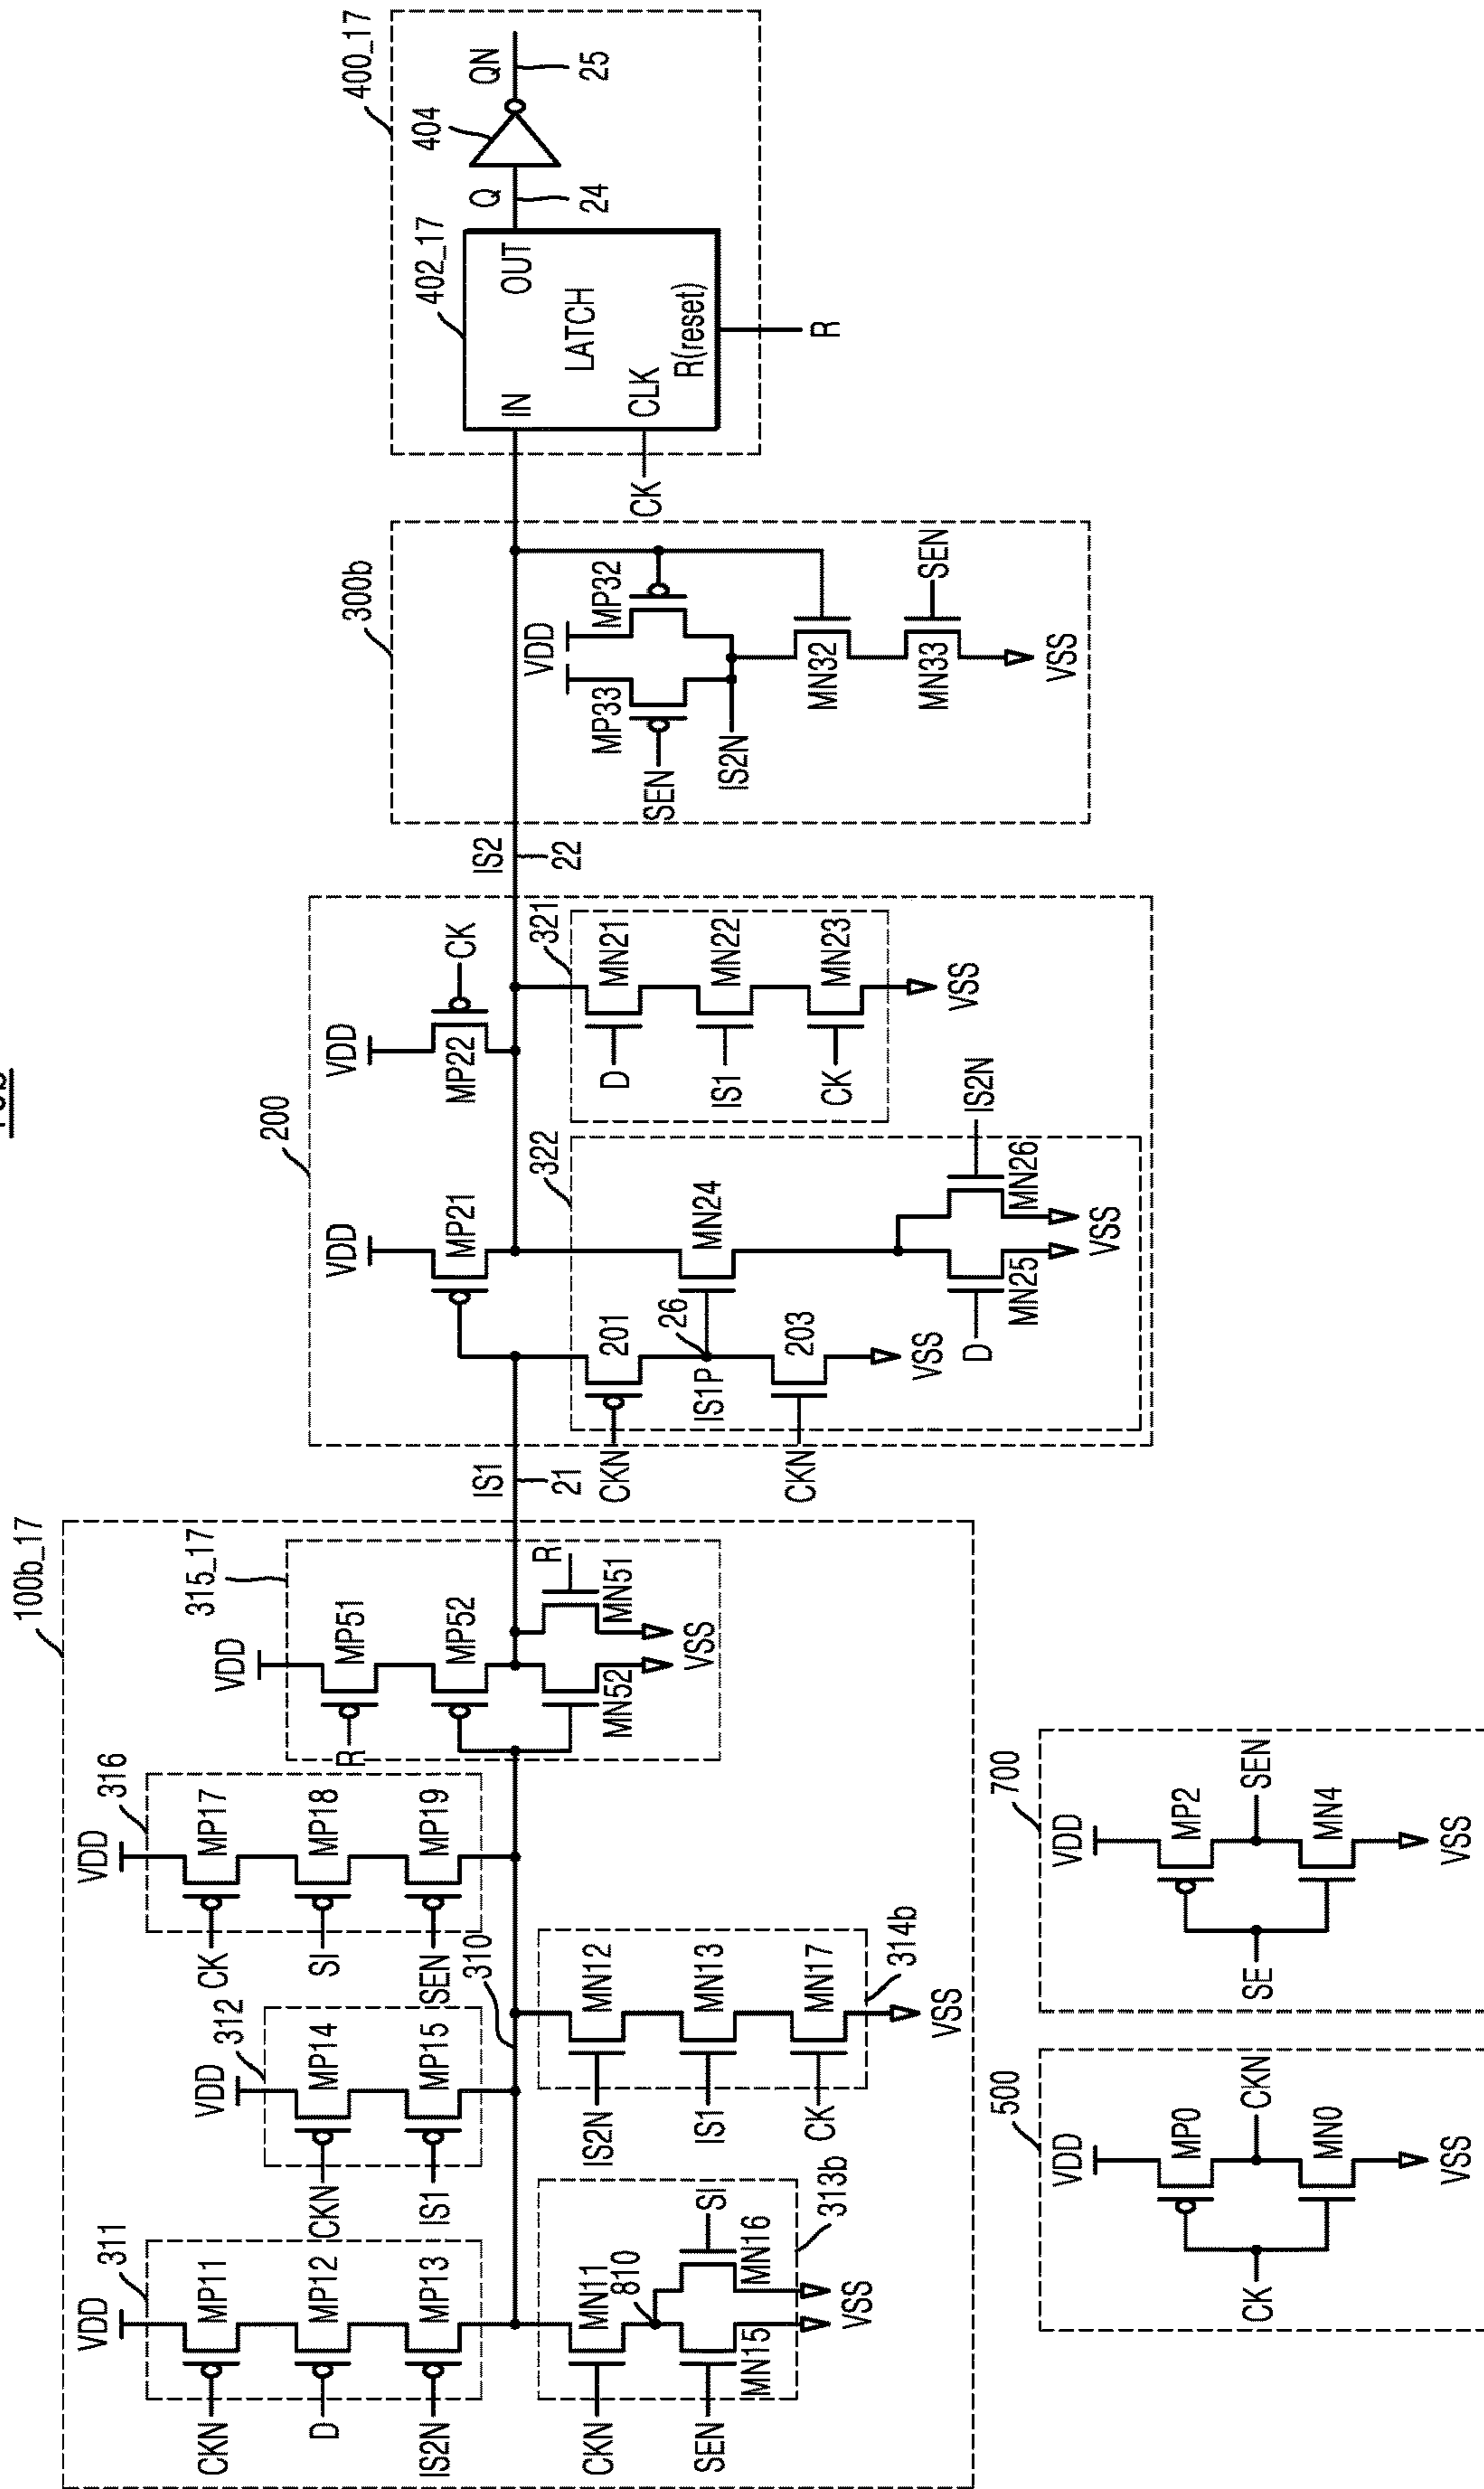 100b_17
311
VDD
MP11
MP12
MP13
CKN
D
IS2N
312
VDD
MP14
MP15
CKN
IS1
316
VDD
MP17
MP18
MP19
CK
SI
SEN
310
315_17
VDD
MP51
MP52
R
R
MN51
MN52
VSS
MN11
810
MN15
MN16
CKN
SEN
SI
VSS
313b
MN12
MN13
MN17
IS2N
IS1
CK
VSS
314b
IS1
21
200
VDD
MP21
VDD
MP22
CK
322
201
26
IS1P
203
CKN
CKN
VSS
MN24
MN25
MN26
D
IS2N
VSS
321
MN21
MN22
MN23
D
IS1
CK
VSS
IS2
22
300b
VDD
MP33
MP32
SEN
IS2N
MN32
MN33
SEN
VSS
400_17
402_17
IN
OUT
LATCH
CLK
R(reset)
CK
R
Q
24
404
QN
25
500
VDD
MP0
MN0
CK
CKN
VSS
700
VDD
MP2
MN4
SE
SEN
VSS